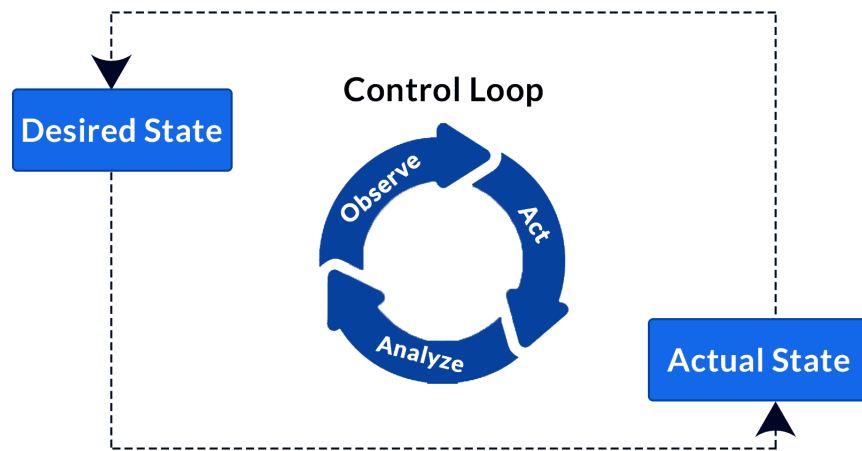 Control Loop
Desired State
Observe
Act
Analyze
Actual State